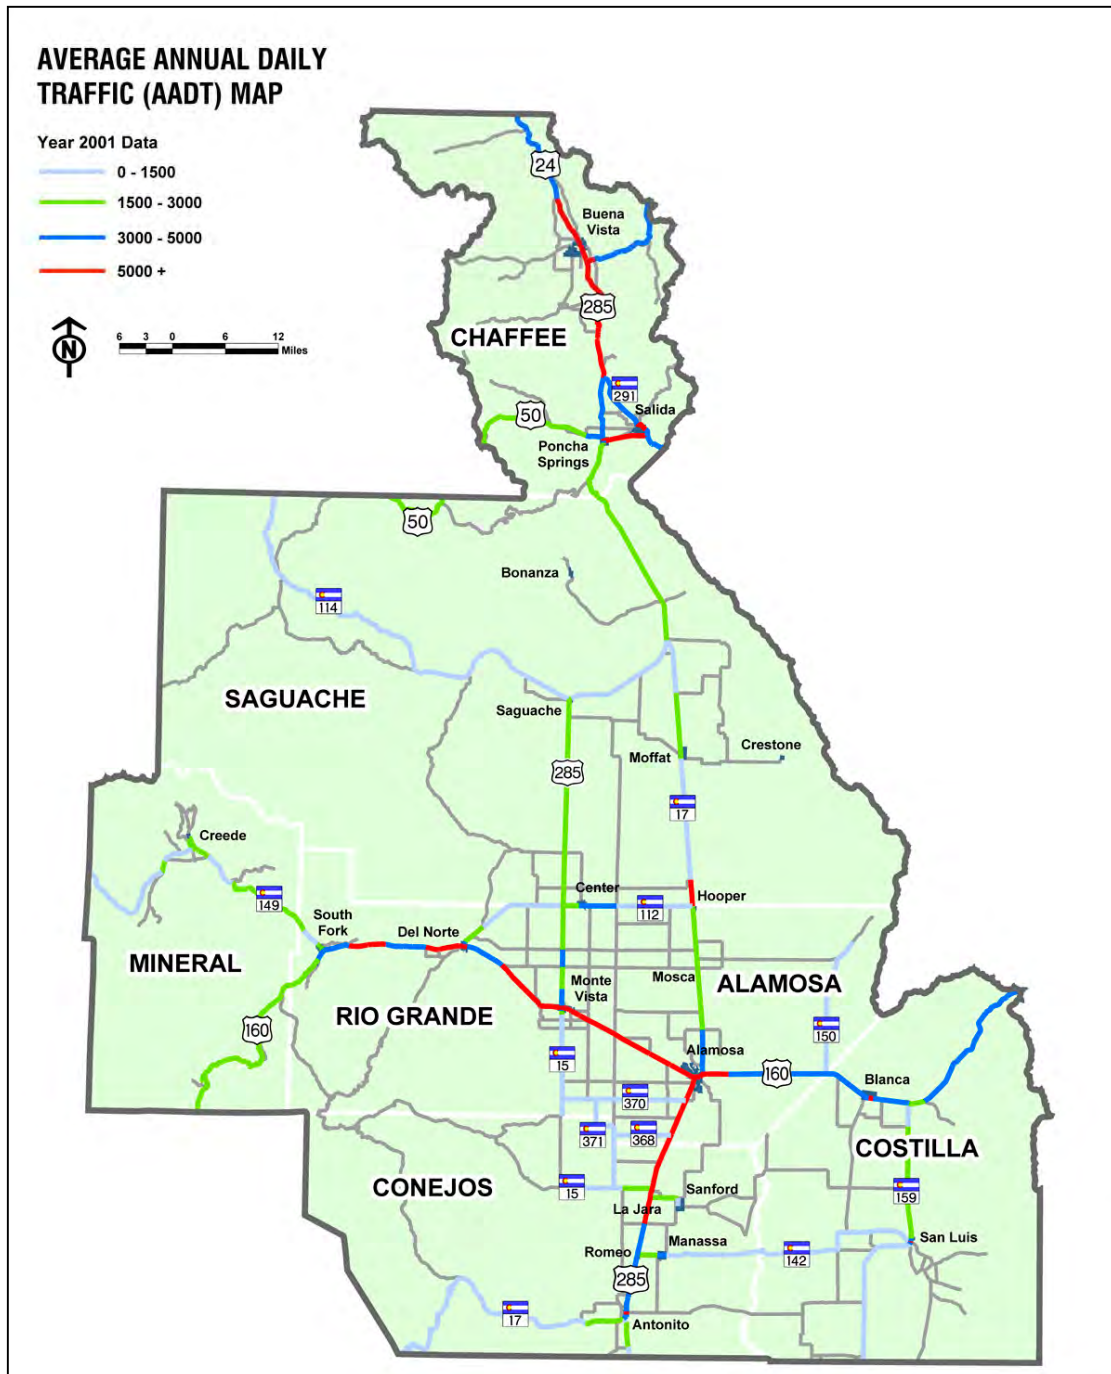 AVERAGE ANNUAL DAILY
TRAFFIC (AADT) MAP
Year 2001 Data
0 - 1500
1500 - 3000
3000 - 5000
5000 +
N
6 3 0 6 12
Miles
24
Buena
Vista
285
CHAFFEE
291
Salida
50
Poncha
Springs
50
Bonanza
114
SAGUACHE
Saguache
Moffat
Crestone
285
17
Creede
149
Center
Hooper
112
South
Fork
Del Norte
MINERAL
Mosca
ALAMOSA
Monte
Vista
RIO GRANDE
160
150
Alamosa
15
160
Blanca
370
371
368
COSTILLA
CONEJOS
15
Sanford
159
La Jara
Manassa
San Luis
Romeo
142
285
17
Antonito